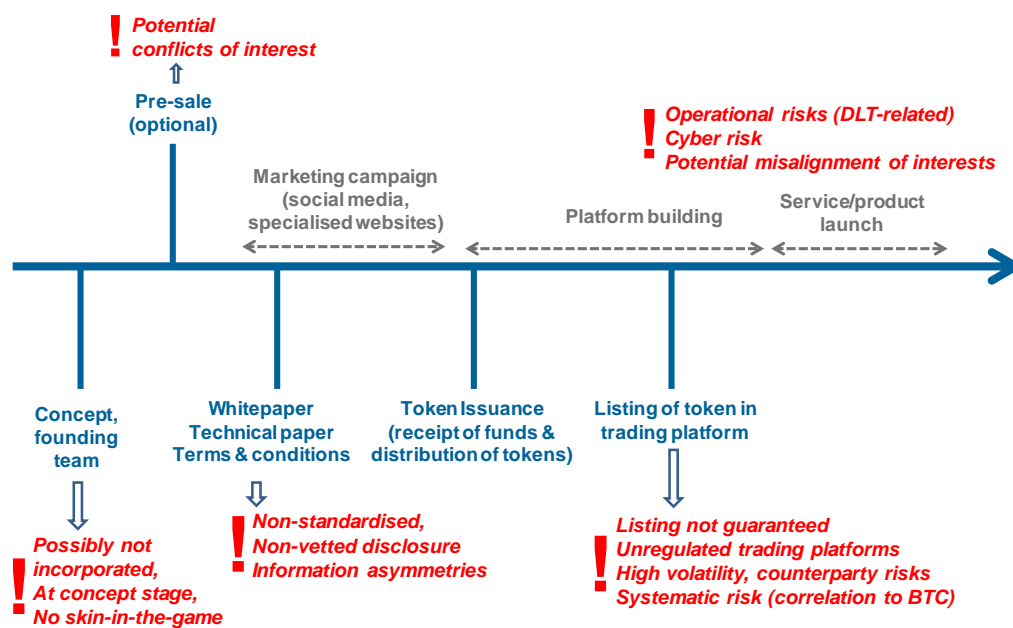 !
Potential
conflicts of interest
Pre-sale
(optional)
!
Operational risks (DLT-related)
Cyber risk
Potential misalignment of interests
Marketing campaign
(social media,
specialised websites)
Platform building
Service/product
launch
Concept,
founding
team
Whitepaper
Technical paper
Terms & conditions
Token Issuance
(receipt of funds &
distribution of tokens)
Listing of token in
trading platform
!
Possibly not
incorporated,
At concept stage,
No skin-in-the-game
!
Non-standardised,
Non-vetted disclosure
Information asymmetries
!
Listing not guaranteed
Unregulated trading platforms
High volatility, counterparty risks
Systematic risk (correlation to BTC)